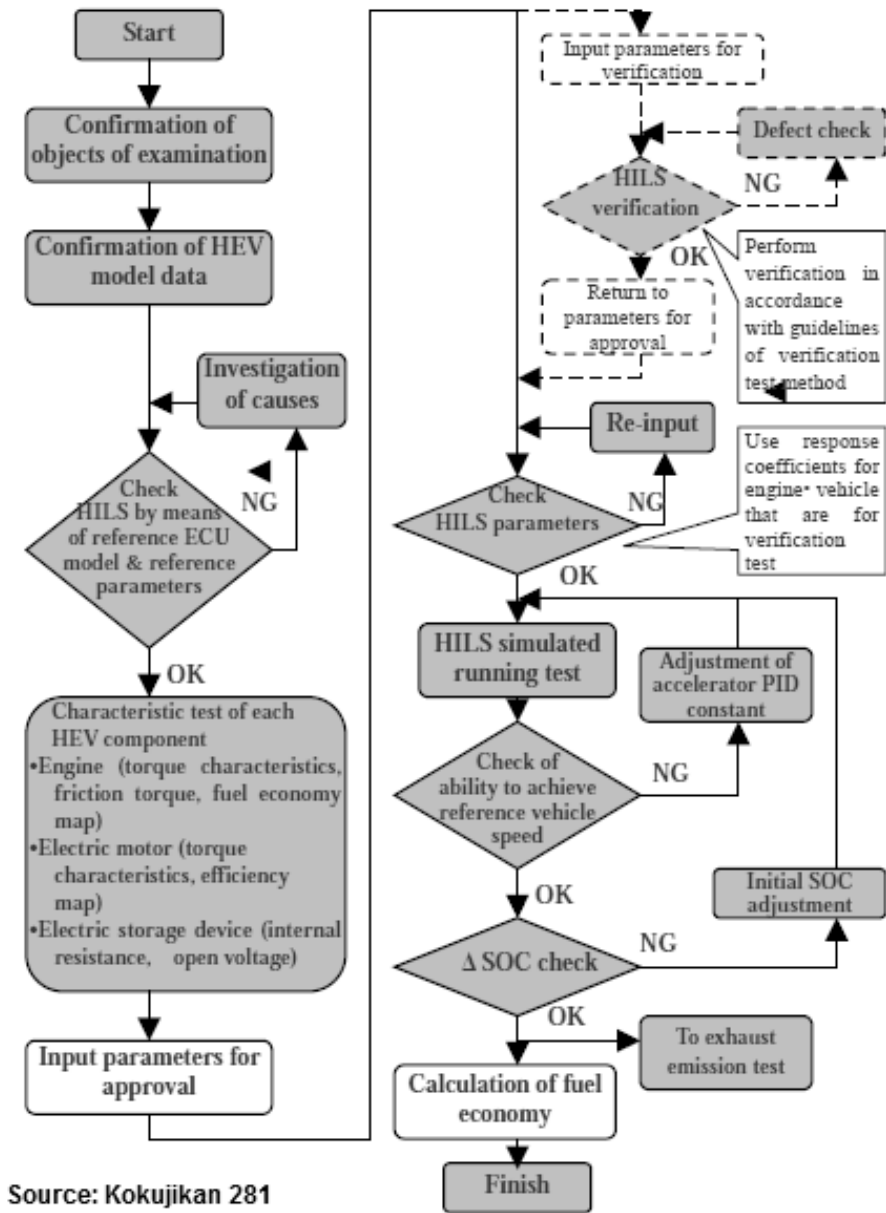 Start
Confirmation of
objects of examination
Confirmation of HEV
model data
Investigation
of causes
Check
HILS by means
of reference ECU
model & reference
parameters
NG
OK
Characteristic test of each
HEV component
•Engine (torque characteristics,
friction torque, fuel economy
map)
•Electric motor (torque
characteristics, efficiency
map)
•Electric storage device (internal
resistance, open voltage)
Input parameters for
approval
Input parameters for
verification
Defect check
HILS
verification
NG
OK
Perform
verification in
accordance
with guidelines
of verification
test method
Return to
parameters for
approval
Re-input
Check
HILS parameters
NG
OK
Use response
coefficients for
engine• vehicle
that are for
verification
test
HILS simulated
running test
Adjustment of
accelerator PID
constant
Check of
ability to achieve
reference vehicle
speed
NG
OK
Initial SOC
adjustment
Δ SOC check
NG
OK
To exhaust
emission test
Calculation of fuel
economy
Finish
Source: Kokujikan 281